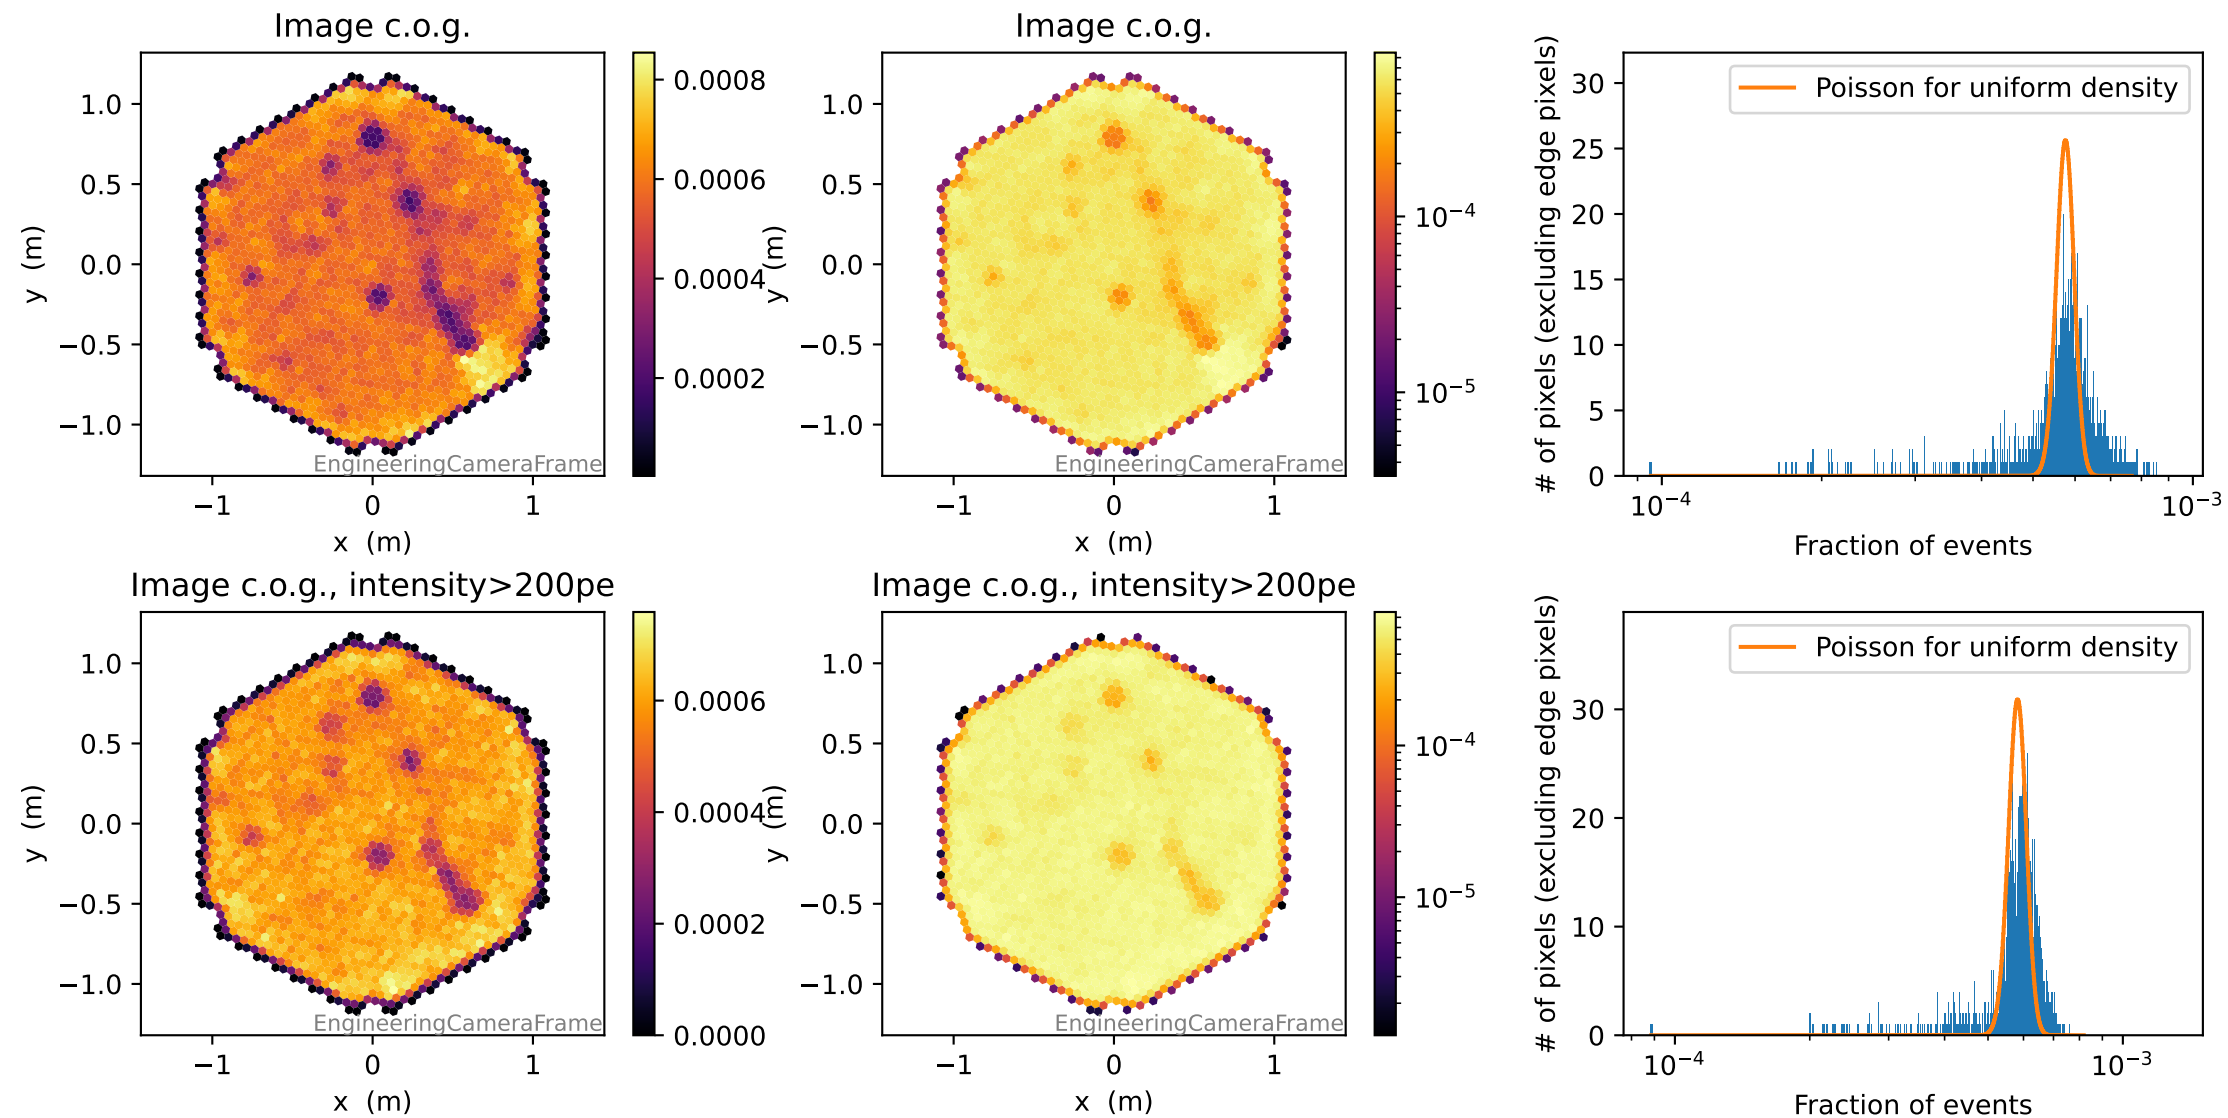 Image c.o.g.
1.0
0.5
0.0
−0.5
−1.0
y (m)
−1
0
1
x (m)
EngineeringCameraFrame
0.0008
0.0006
0.0004
0.0002
Image c.o.g.
1.0
0.5
0.0
−0.5
−1.0
y (m)
−1
0
1
x (m)
EngineeringCameraFrame
10−4
10−5
Poisson for uniform density
# of pixels (excluding edge pixels)
30
25
20
15
10
5
0
10−4
10−3
Fraction of events
Image c.o.g., intensity>200pe
1.0
0.5
0.0
−0.5
−1.0
y (m)
−1
0
1
x (m)
EngineeringCameraFrame
0.0006
0.0004
0.0002
0.0000
Image c.o.g., intensity>200pe
1.0
0.5
0.0
−0.5
−1.0
y (m)
−1
0
1
x (m)
EngineeringCameraFrame
10−4
10−5
Poisson for uniform density
# of pixels (excluding edge pixels)
30
20
10
0
10−4
10−3
Fraction of events